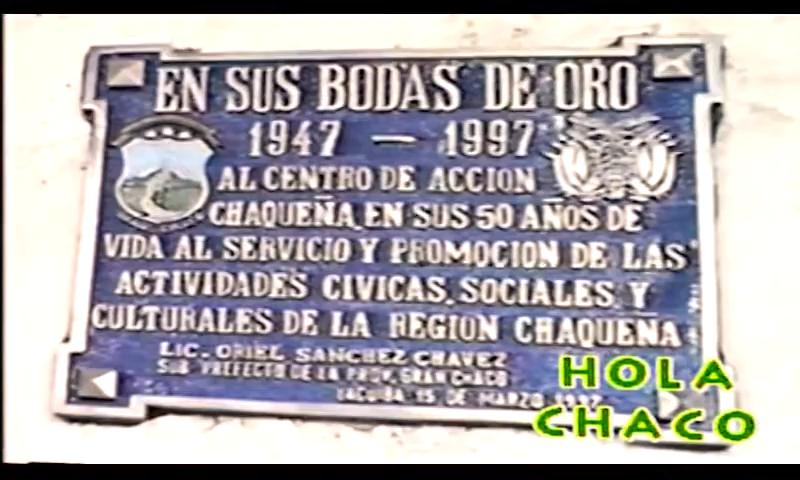 EN SUS BODAS DE ORO
1947 — 1997
AL CENTRO DE ACCION
CHAQUEÑA EN SUS 50 AÑOS DE
VIDA AL SERVICIO Y PROMOCION DE LAS
ACTIVIDADES CIVICAS, SOCIALES Y
CULTURALES DE LA REGION CHAQUEÑA
LIC. ORIEL SANCHEZ CHAVEZ
SUB PREFECTO DE LA PROV. GRAN CHACO
YACUIBA, 15 DE MARZO 1997
HOLA
CHACO